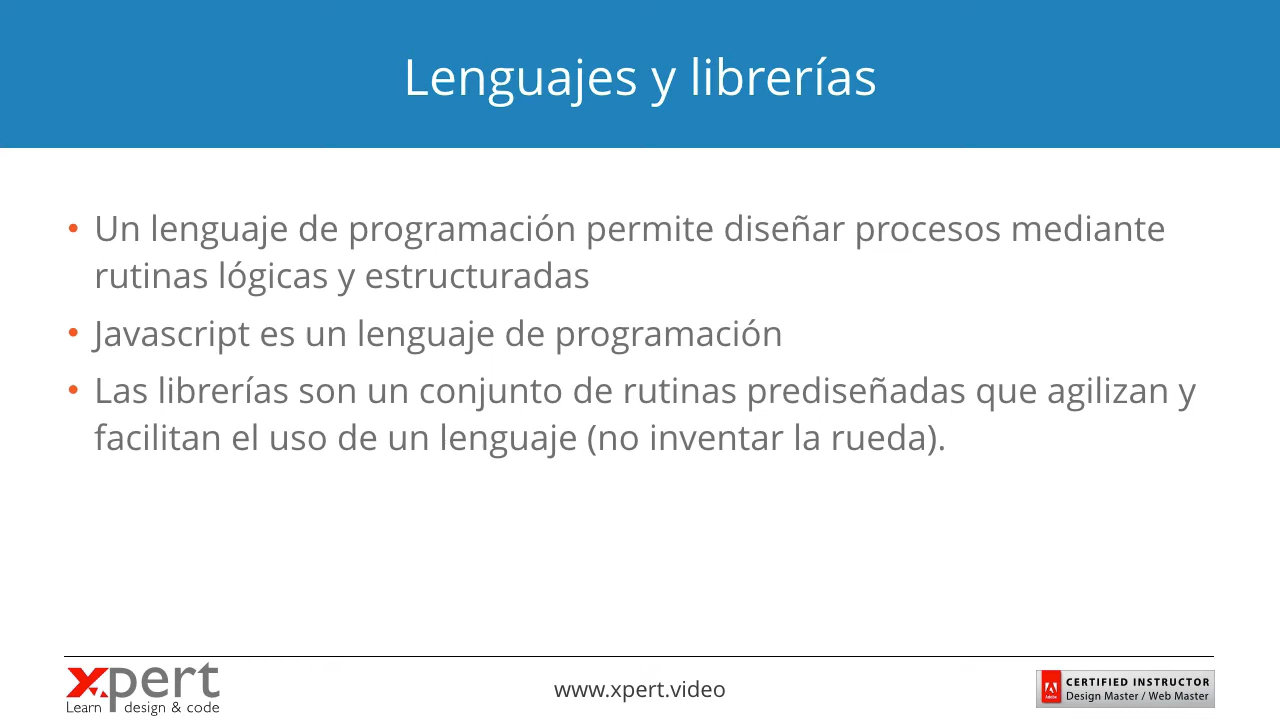 Lenguajes y librerías
• Un lenguaje de programación permite diseñar procesos mediante
rutinas lógicas y estructuradas
• Javascript es un lenguaje de programación
• Las librerías son un conjunto de rutinas prediseñadas que agilizan y
facilitan el uso de un lenguaje (no inventar la rueda).
xpert
Learn design & code
www.xpert.video
Adobe
CERTIFIED INSTRUCTOR
Design Master / Web Master